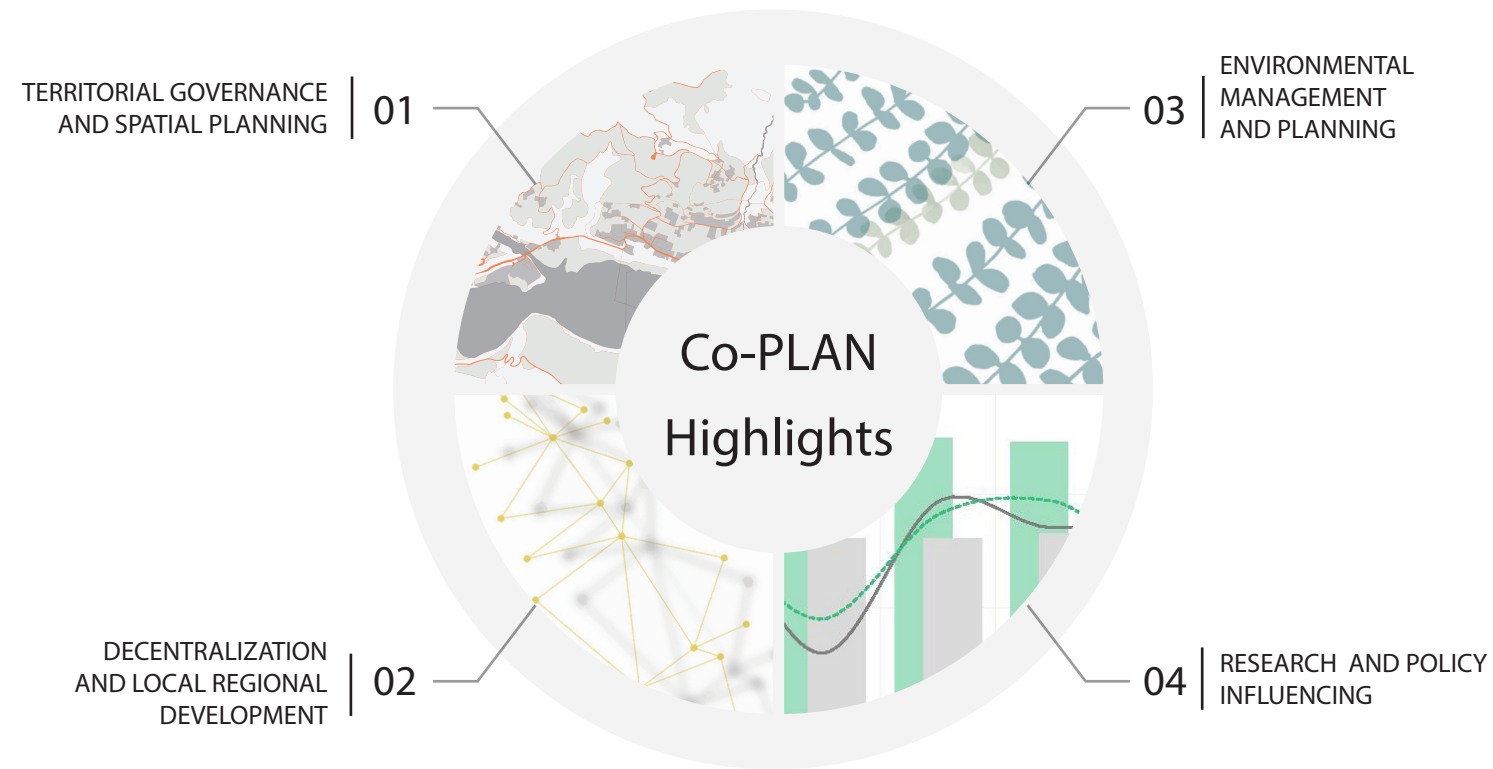 TERRITORIAL GOVERNANCE
AND SPATIAL PLANNING
01
DECENTRALIZATION
AND LOCAL REGIONAL
DEVELOPMENT
02
Co-PLAN
Highlights
ENVIRONMENTAL
MANAGEMENT
AND PLANNING
03
RESEARCH AND POLICY
INFLUENCING
04